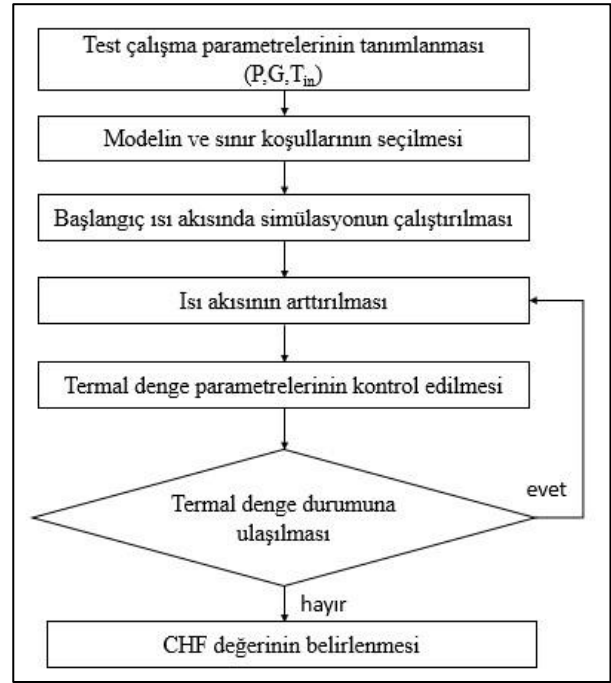 Test çalışma parametrelerinin tanımlanması
(P,G,Tin)
Modelin ve sınır koşullarının seçilmesi
Başlangıç ısı akısında simülasyonun çalıştırılması
Isı akısının arttırılması
Termal denge parametrelerinin kontrol edilmesi
Termal denge durumuna
ulaşılması
evet
hayır
CHF değerinin belirlenmesi